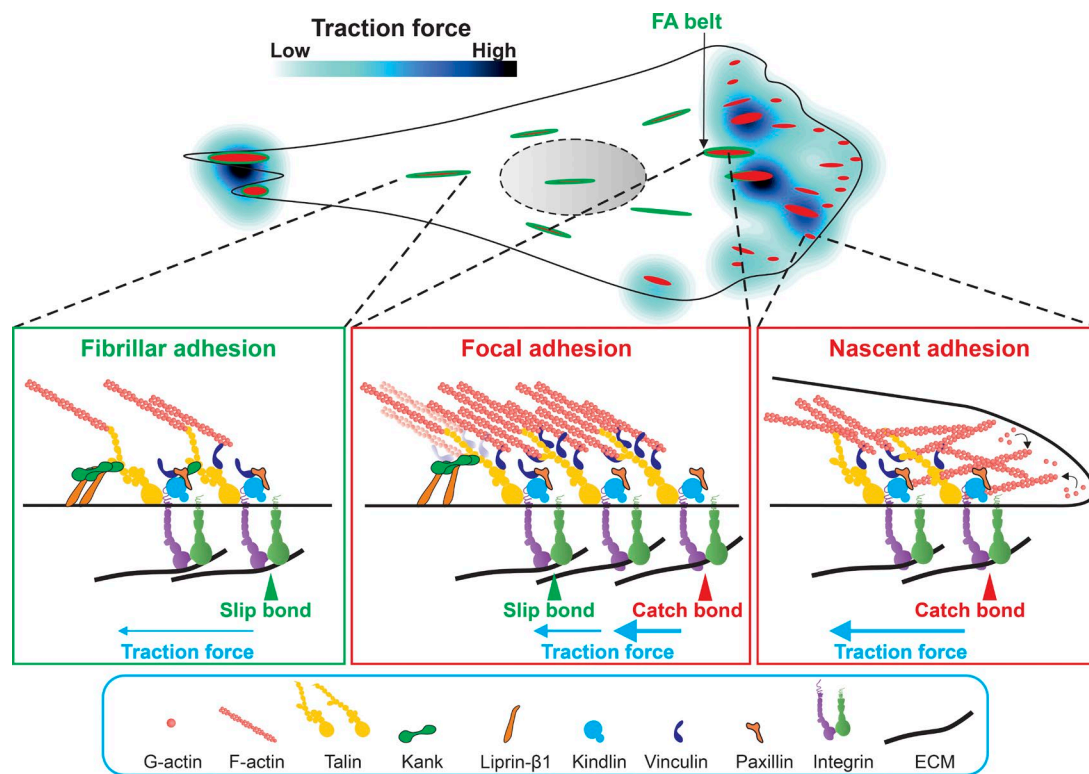 Traction force
Low High
FA belt
Fibrillar adhesion
Focal adhesion
Nascent adhesion
Slip bond
Slip bond
Catch bond
Catch bond
Traction force
Traction force
Traction force
G-actin F-actin Talin Kank Liprin-β1 Kindlin Vinculin Paxillin Integrin ECM